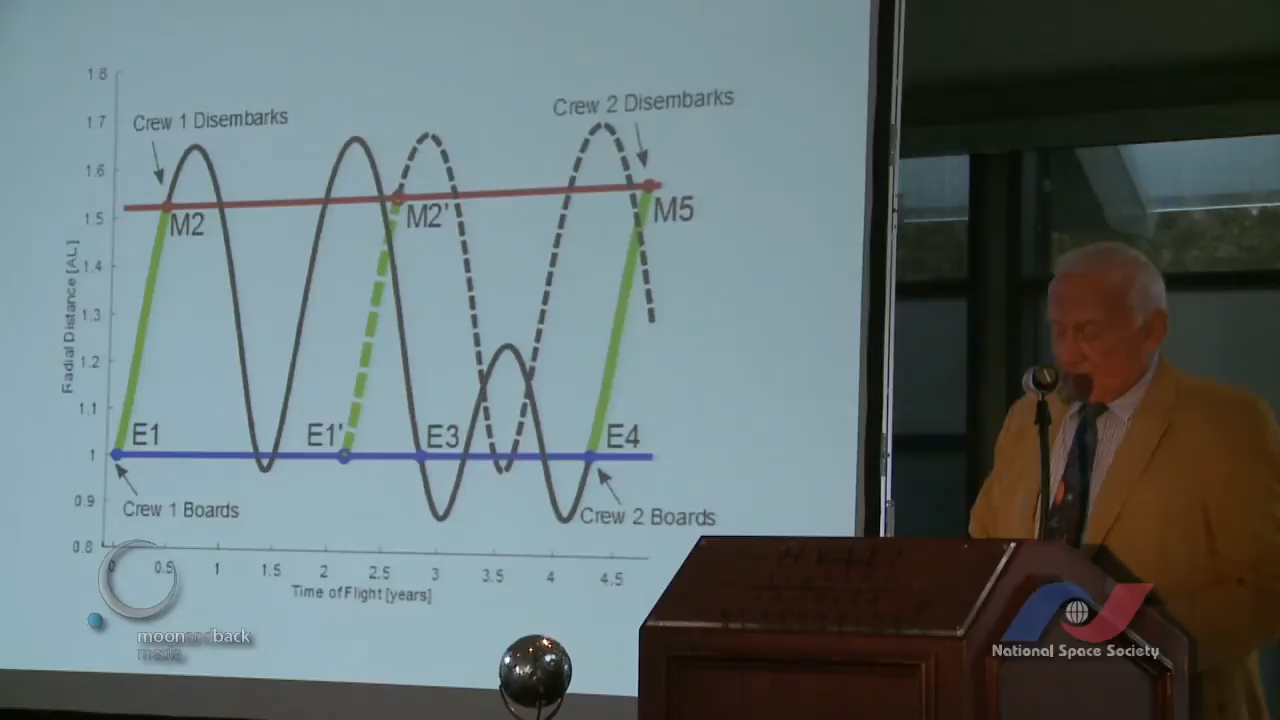 1.8
Crew 1 Disembarks
Crew 2 Disembarks
1.7
1.6
1.5
M2
M2'
M5
1.4
Radial Distance [AL]
1.3
1.2
1.1
E1
E1'
E3
E4
1
0.9
Crew 1 Boards
Crew 2 Boards
0.8
0 0.5 1 1.5 2 2.5 3 3.5 4 4.5
Time of Flight [years]
moonandback
media
National Space Society